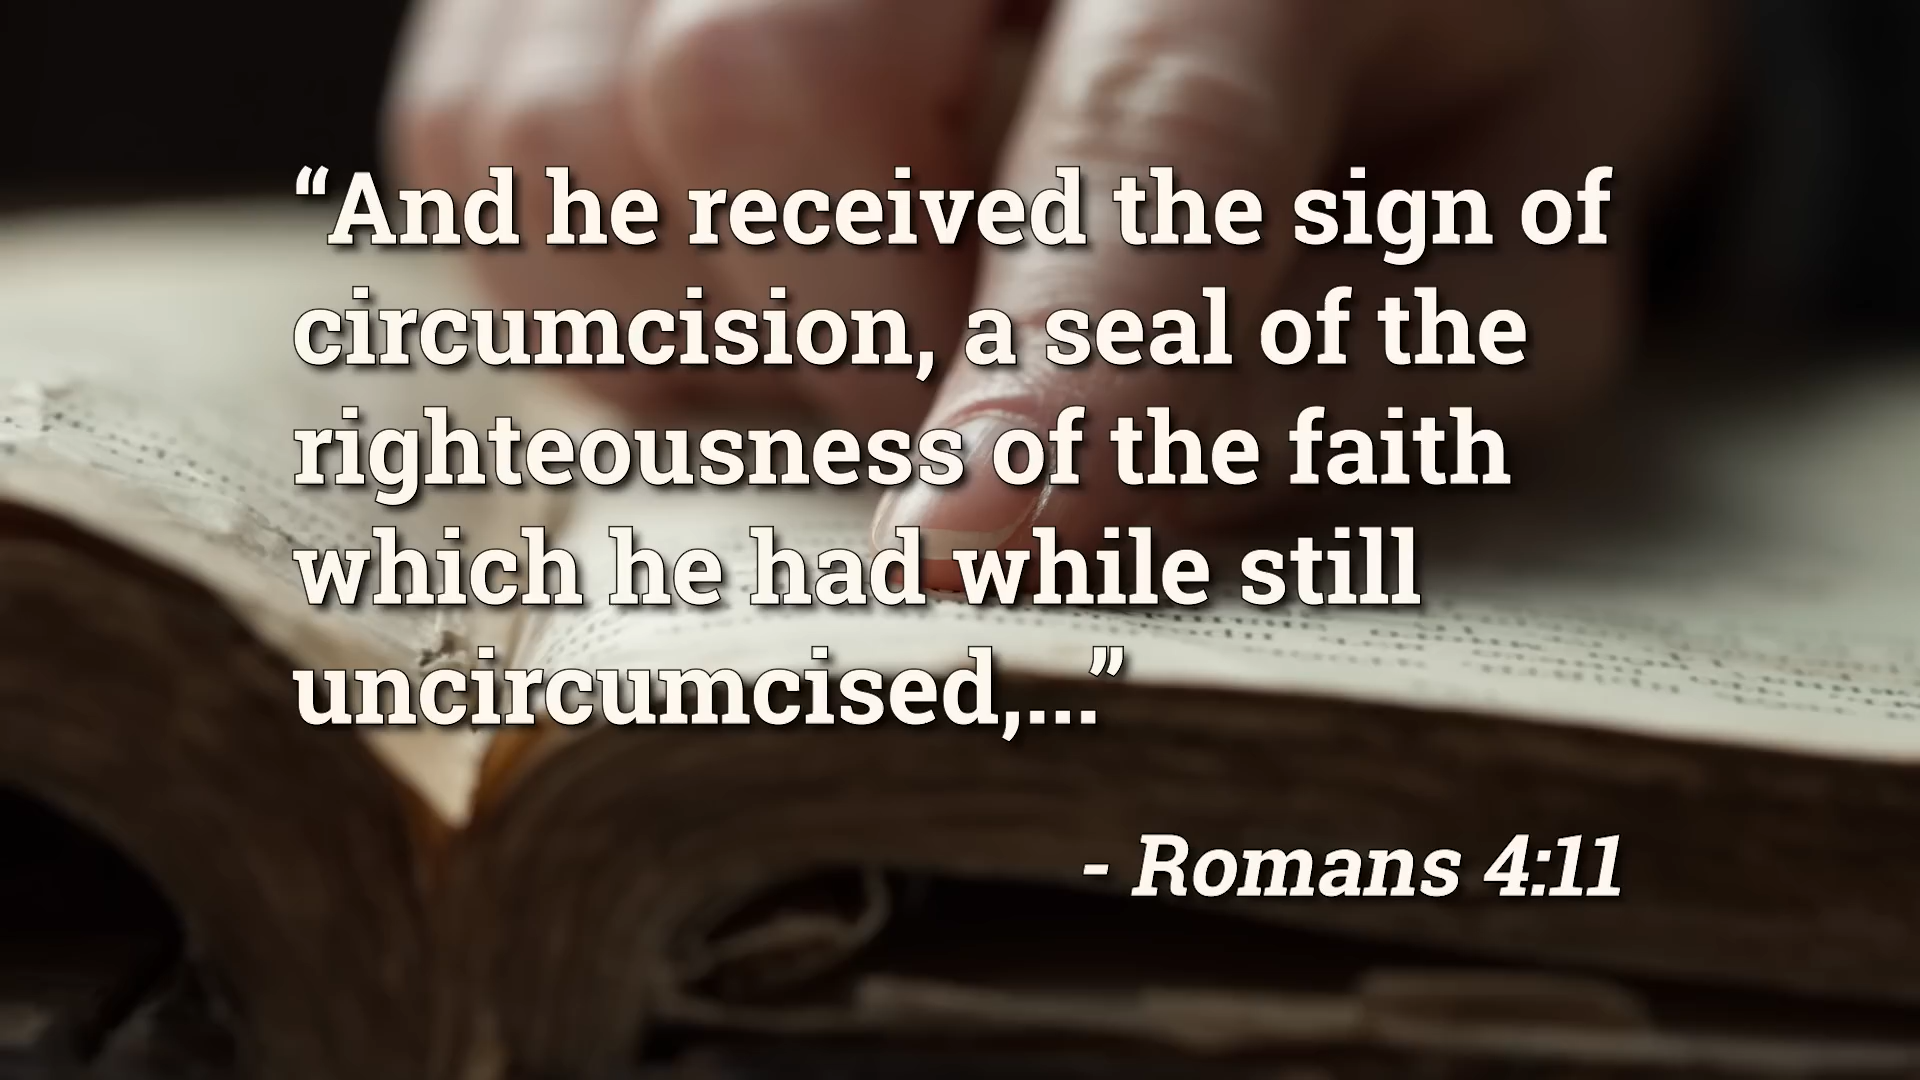 “And he received the sign of
circumcision, a seal of the
righteousness of the faith
which he had while still
uncircumcised,...”
- Romans 4:11